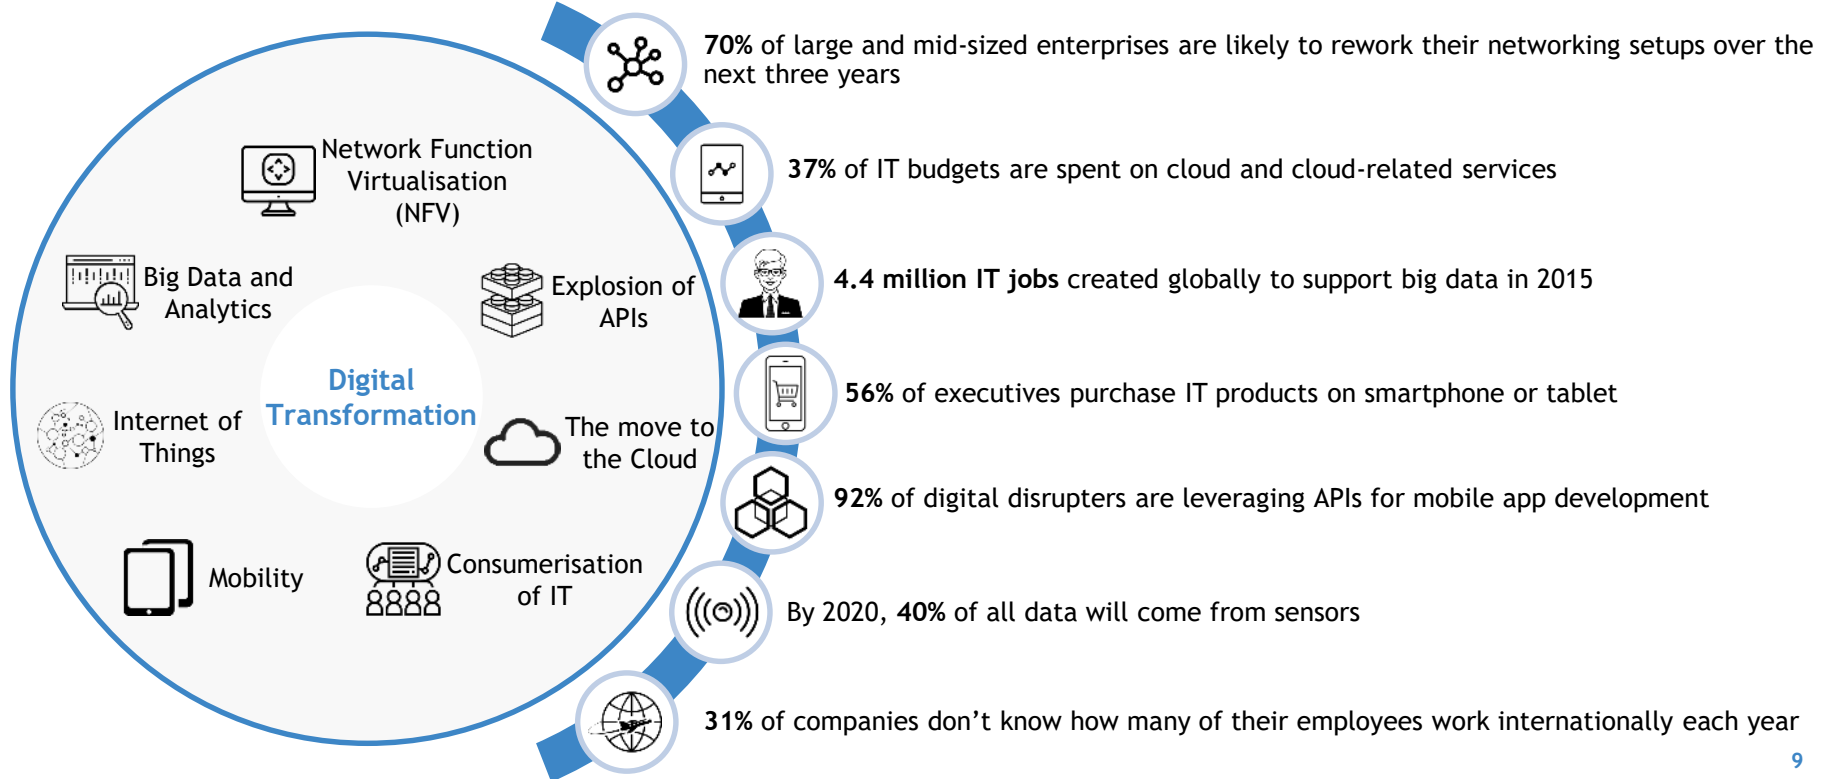 Network Function
Virtualisation
(NFV)
Big Data and
Analytics
Explosion of
APIs
Digital
Transformation
Internet of
Things
The move to
the Cloud
Mobility
Consumerisation
of IT
70% of large and mid-sized enterprises are likely to rework their networking setups over the
next three years
37% of IT budgets are spent on cloud and cloud-related services
4.4 million IT jobs created globally to support big data in 2015
56% of executives purchase IT products on smartphone or tablet
92% of digital disrupters are leveraging APIs for mobile app development
By 2020, 40% of all data will come from sensors
31% of companies don’t know how many of their employees work internationally each year
9